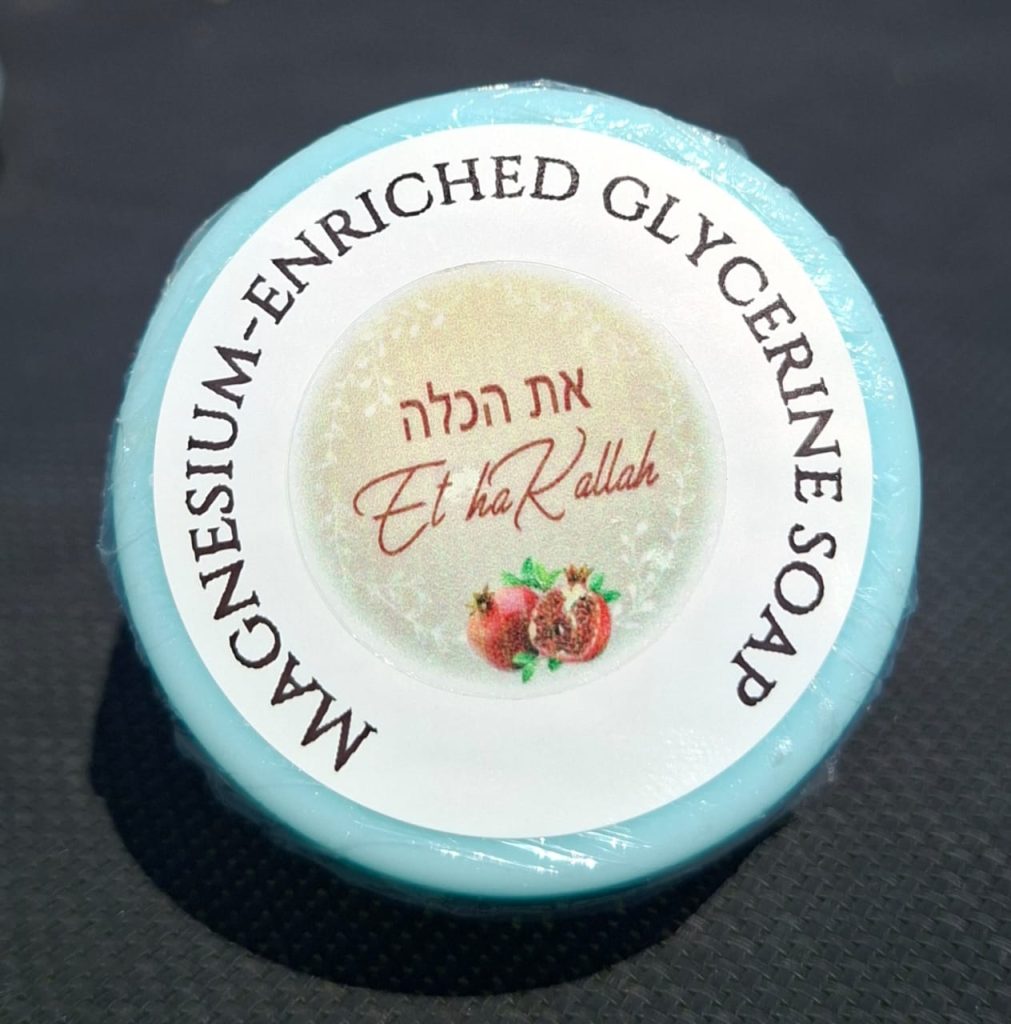 MAGNESIUM-ENRICHED GLYCERINE SOAP
את הכלה
Et haKallah